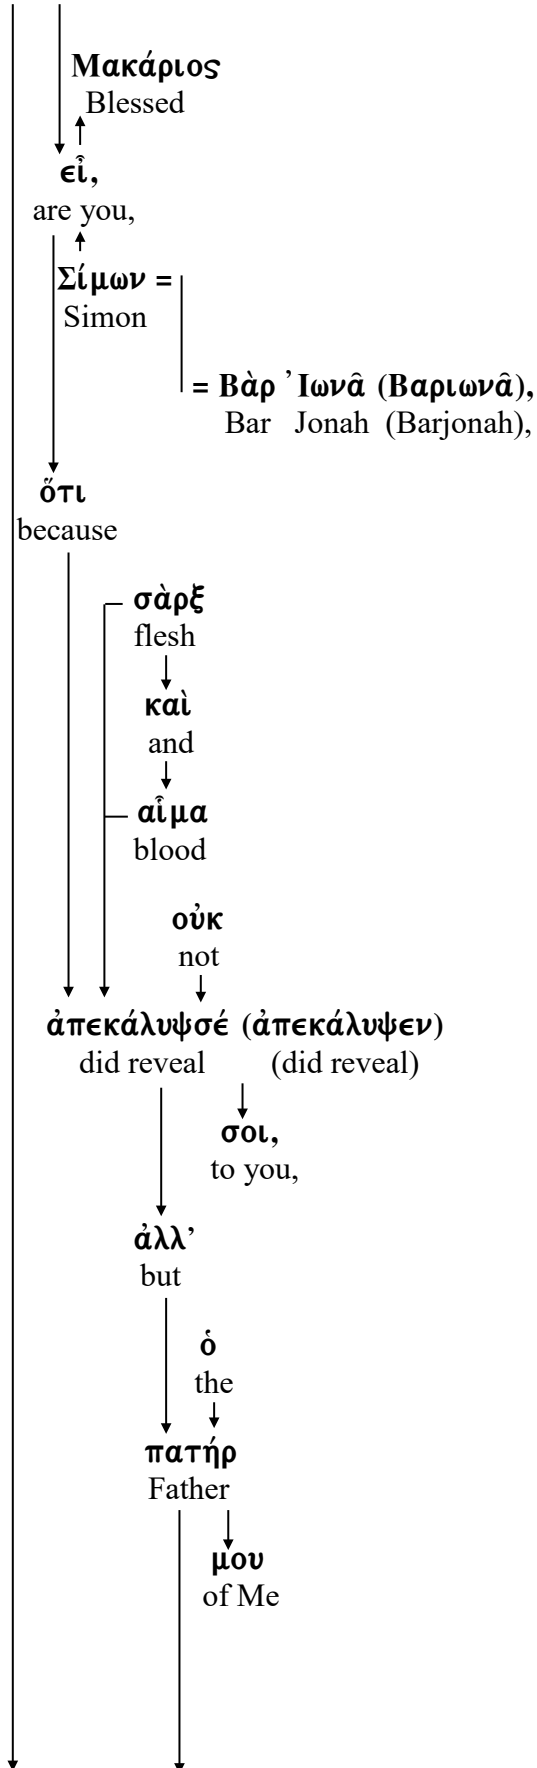 Μακάριος
Blessed
εἶ,
are you,
Σίμων =
Simon
= Βὰρ ᾿Ιωνᾶ (Βαριωνᾶ),
Bar Jonah (Barjonah),
ὅτι
because
σὰρξ
flesh
καὶ
and
αἷμα
blood
οὐκ
not
ἀπεκάλυψσέ (ἀπεκάλυψεν)
did reveal (did reveal)
σοι,
to you,
ἀλλ’
but
ὁ
the
πατήρ
Father
μου
of Me